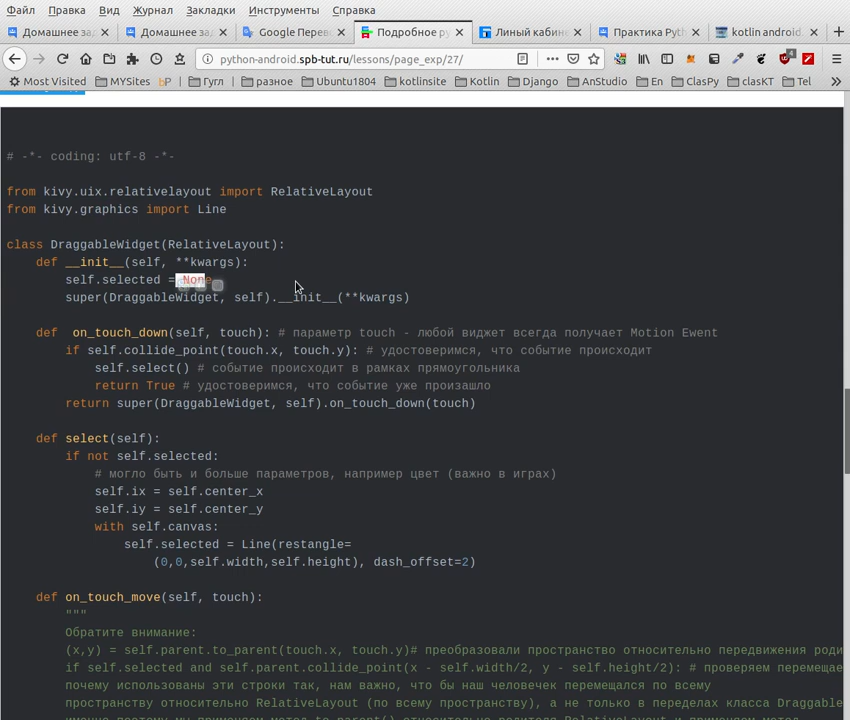 Файл Правка Вид Журнал Закладки Инструменты Справка
Домашнее за Домашнее за Google Перево Подробное ру Линый кабине Практика Pyth kotlin android
python-android.spb-tut.ru/lessons/page_exp/27/
4
Most Visited MYSites bP Гугл разное Ubuntu1804 kotlinsite Kotlin Django AnStudio En ClasPy clasKT Tel
# -*- coding: utf-8 -*-
from kivy.uix.relativelayout import RelativeLayout
from kivy.graphics import Line
class DraggableWidget(RelativeLayout):
def __init__(self, **kwargs):
self.selected = None
super(DraggableWidget, self).__init__(**kwargs)
def  on_touch_down(self, touch): # параметр touch - любой виджет всегда получает Motion Ewent
if self.collide_point(touch.x, touch.y): # удостоверимся, что событие происходит
self.select() # событие происходит в рамках прямоугольника
return True # удостоверимся, что событие уже произашло
return super(DraggableWidget, self).on_touch_down(touch)
def select(self):
if not self.selected:
# могло быть и больше параметров, например цвет (важно в играх)
self.ix = self.center_x
self.iy = self.center_y
with self.canvas:
self.selected = Line(restangle=
(0,0,self.width,self.height), dash_offset=2)
def on_touch_move(self, touch):
"""
Обратите внимание:
(x,y) = self.parent.to_parent(touch.x, touch.y)# преобразовали пространство относительно передвижения роди
if self.selected and self.parent.collide_point(x - self.width/2, y - self.height/2): # проверяем перемещае
почему использованы эти строки так, нам важно, что бы наш человечек перемещался по всему
пространству относительно RelativeLayout (по всему пространству), а не только в переделах класса Draggable